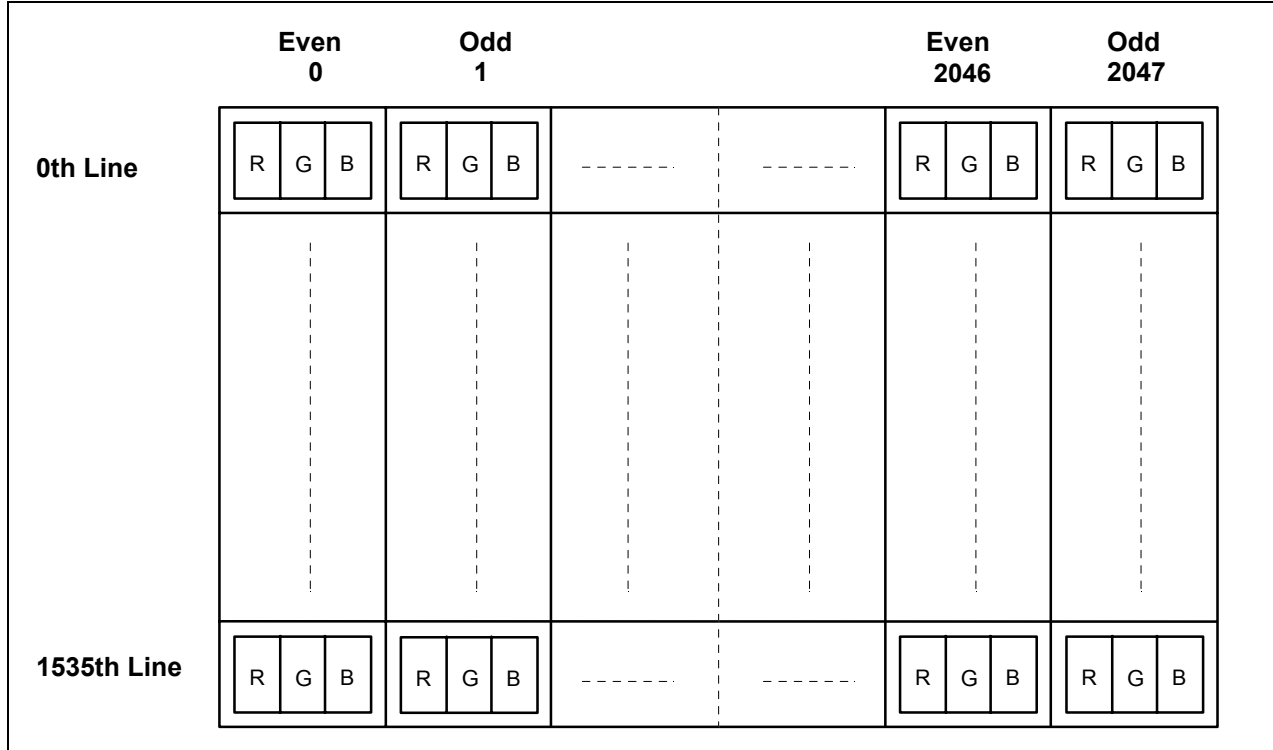 Even Odd Even Odd
0 1 2046 2047
0th Line R G B R G B R G B R G B
1535th Line R G B R G B R G B R G B